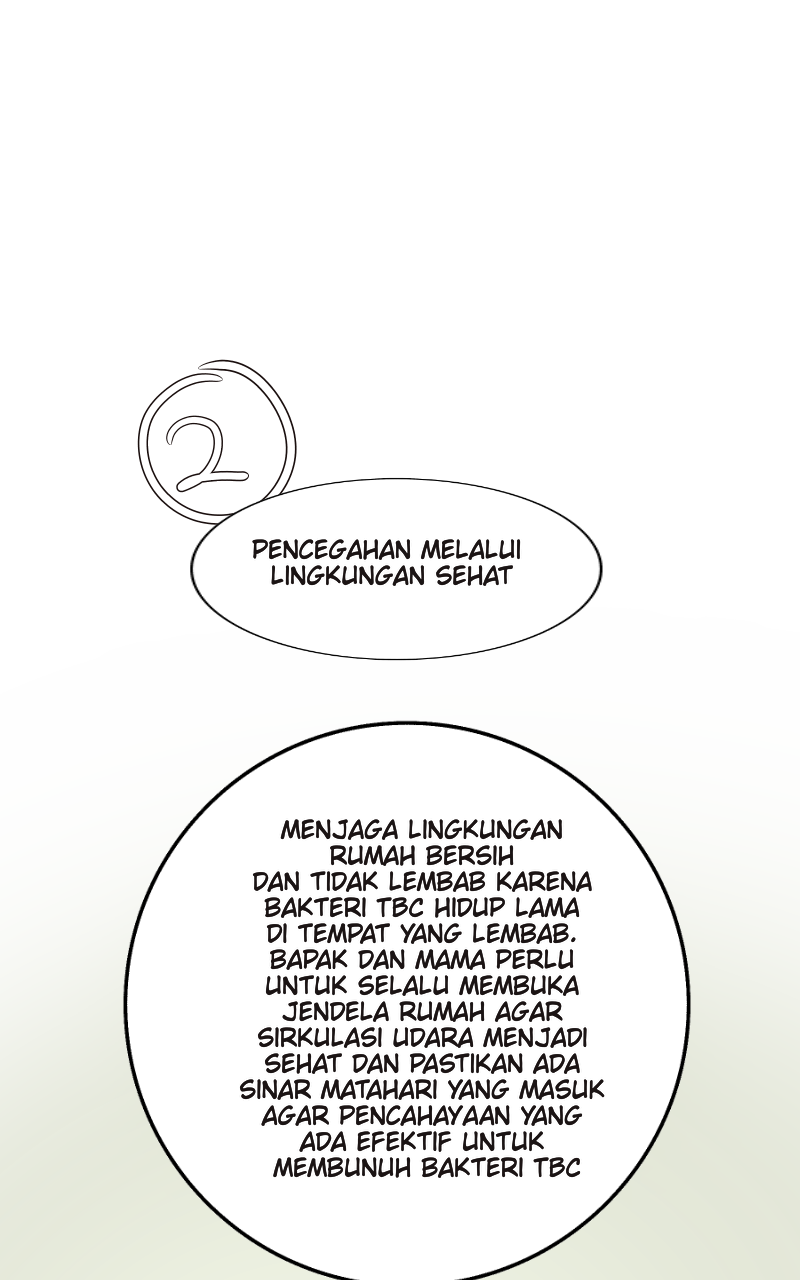 2
PENCEGAHAN MELALUI
LINGKUNGAN SEHAT
MENJAGA LINGKUNGAN
RUMAH BERSIH
DAN TIDAK LEMBAB KARENA
BAKTERI TBC HIDUP LAMA
DI TEMPAT YANG LEMBAB.
BAPAK DAN MAMA PERLU
UNTUK SELALU MEMBUKA
JENDELA RUMAH AGAR
SIRKULASI UDARA MENJADI
SEHAT DAN PASTIKAN ADA
SINAR MATAHARI YANG MASUK
AGAR PENCAHAYAAN YANG
ADA EFEKTIF UNTUK
MEMBUNUH BAKTERI TBC